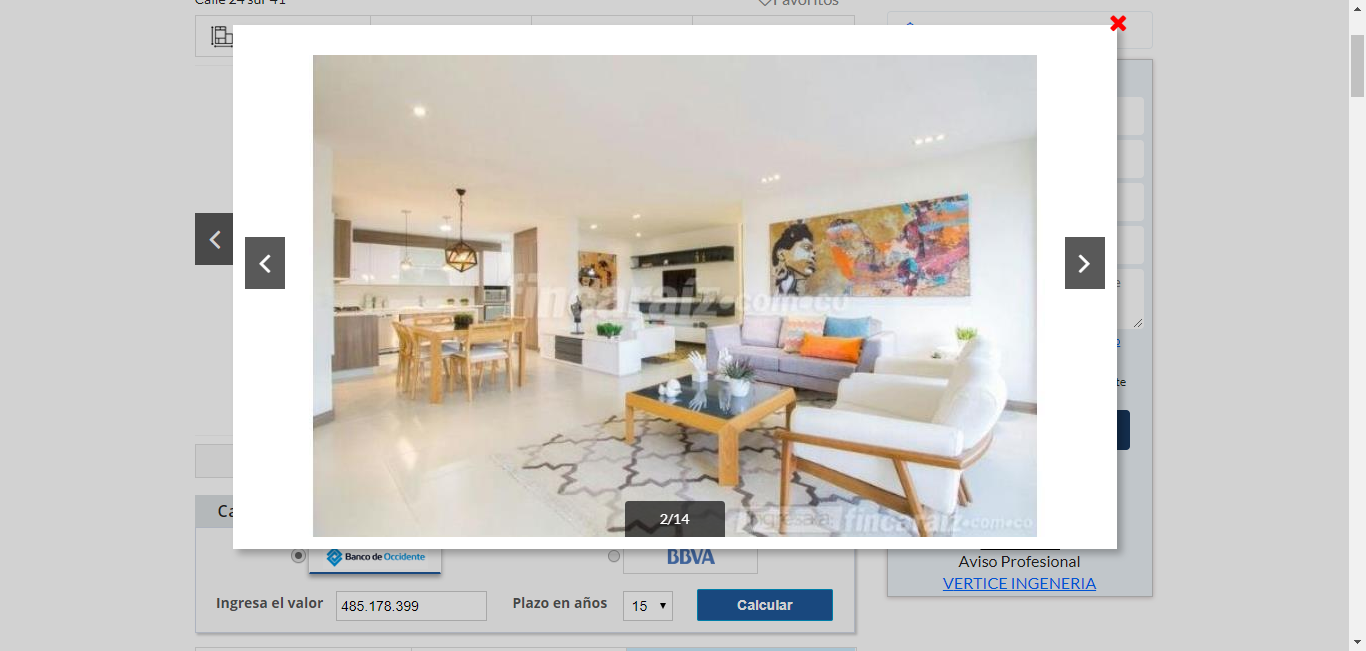 Calle 24 sur 41
Favoritos
fincaraiz.com.co
2/14
Ingresa a: fincaraiz.com.co
e
te
Ca
Banco de Occidente
BBVA
Ingresa el valor
485.178.399
Plazo en años
15
Calcular
Aviso Profesional
VERTICE INGENERIA